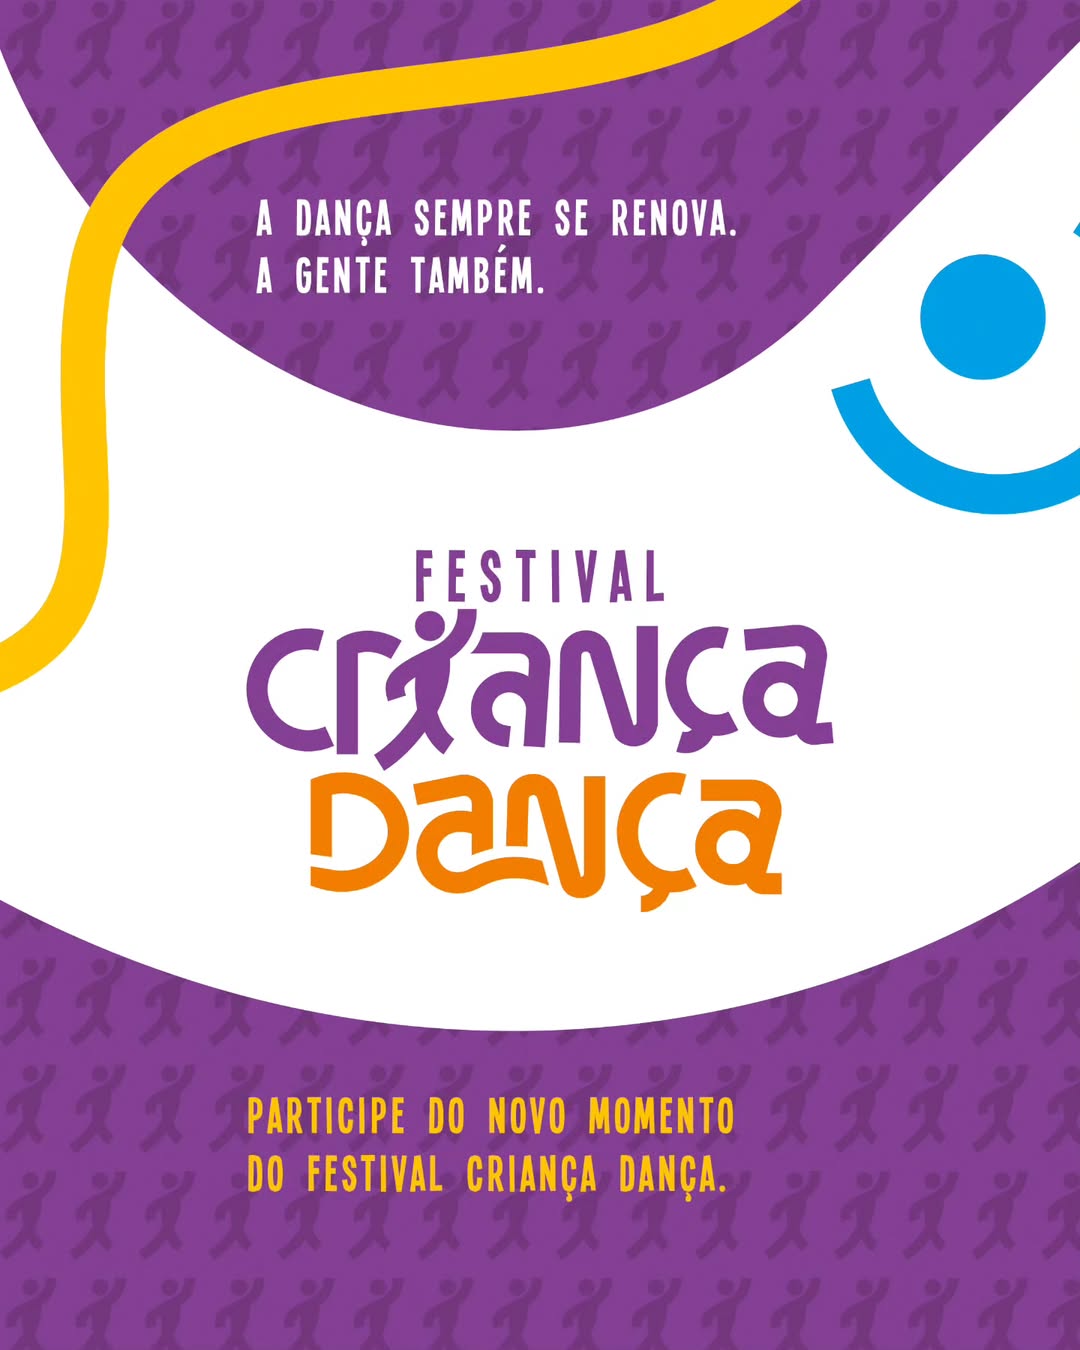 A DANÇA SEMPRE SE RENOVA.
A GENTE TAMBÉM.
FESTIVAL
CRIANÇA
DANÇA
PARTICIPE DO NOVO MOMENTO
DO FESTIVAL CRIANÇA DANÇA.